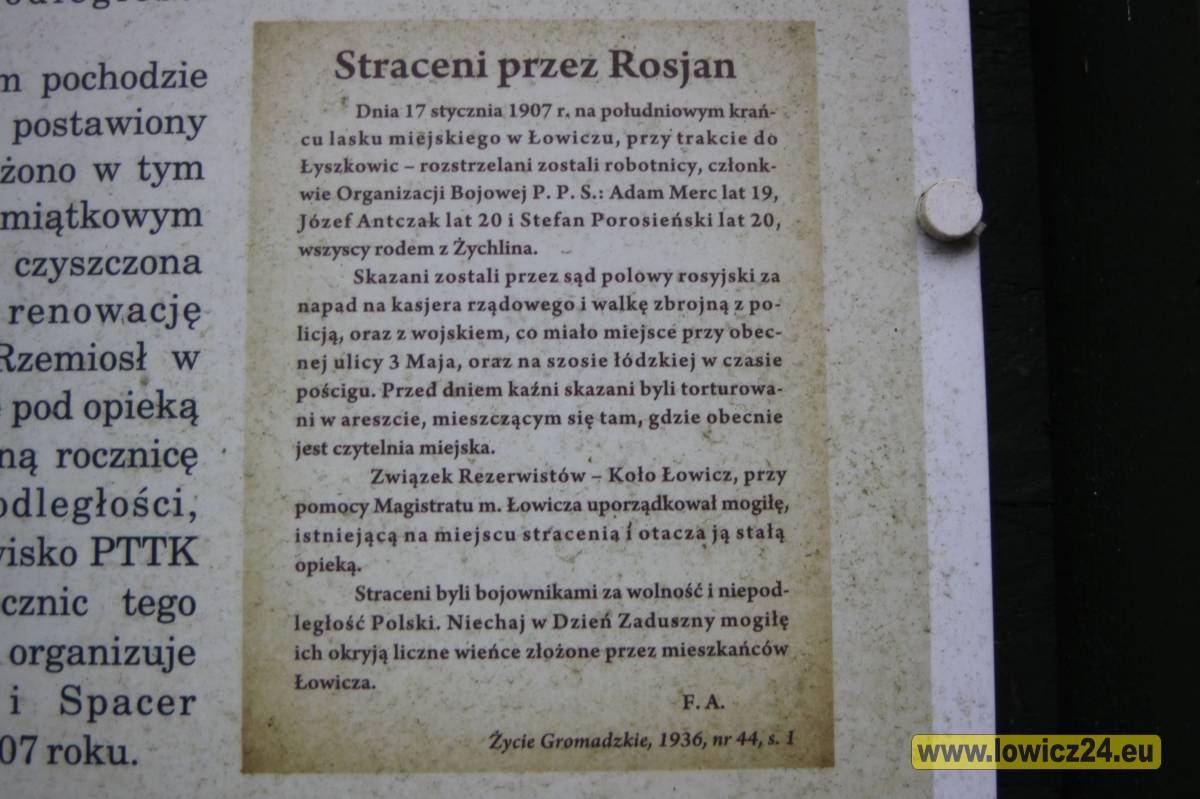 m pochodzie
postawiony
żono w tym
miątkowym
czyszczona
renowację
Rzemiosł w
pod opieką
ną rocznicę
odległości,
wisko PTTK
cznic tego
organizuje
i Spacer
07 roku.
Straceni przez Rosjan
Dnia 17 stycznia 1907 r. na południowym krań-
cu lasku miejskiego w Łowiczu, przy trakcie do
Łyszkowic – rozstrzelani zostali robotnicy, członk-
wie Organizacji Bojowej P. P. S.: Adam Merc lat 19,
Józef Antczak lat 20 i Stefan Porosieński lat 20,
wszyscy rodem z Żychlina.
Skazani zostali przez sąd polowy rosyjski za
napad na kasjera rządowego i walkę zbrojną z po-
licją, oraz z wojskiem, co miało miejsce przy obec-
nej ulicy 3 Maja, oraz na szosie łódzkiej w czasie
pościgu. Przed dniem kaźni skazani byli torturowa-
ni w areszcie, mieszczącym się tam, gdzie obecnie
jest czytelnia miejska.
Związek Rezerwistów – Koło Łowicz, przy
pomocy Magistratu m. Łowicza uporządkował mogiłę,
istniejącą na miejscu stracenia i otacza ją stałą
opieką.
Straceni byli bojownikami za wolność i niepod-
ległość Polski. Niechaj w Dzień Zaduszny mogiłę
ich okryją liczne wieńce złożone przez mieszkańców
Łowicza.
F. A.
Życie Gromadzkie, 1936, nr 44, s. 1
www.lowicz24.eu